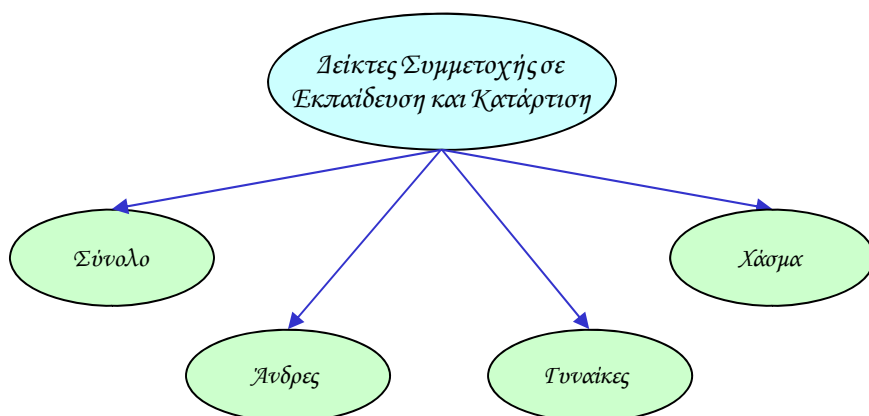 Δείκτες Συμμετοχής σε
Εκπαίδευση και Κατάρτιση
Σύνολο
Χάσμα
Άνδρες
Γυναίκες